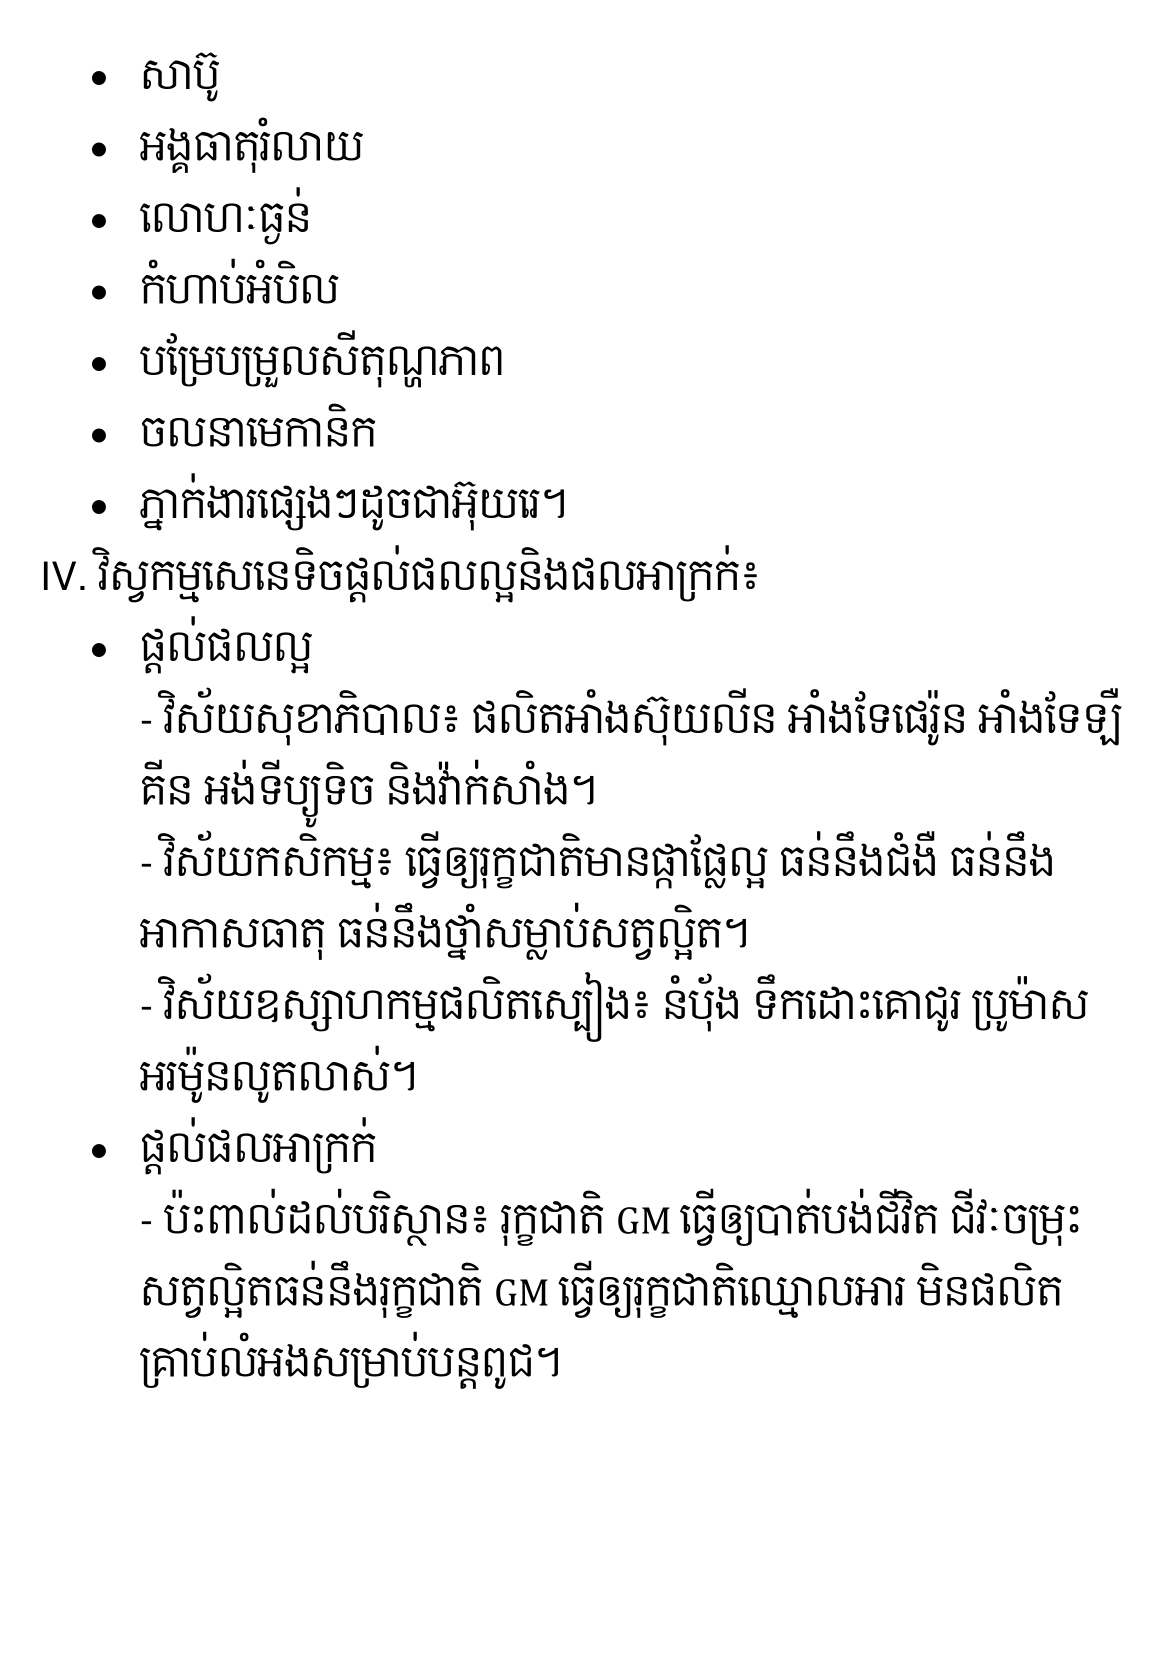 • សាប៊ូ
• អង្គធាតុរំលាយ
• លោហៈធ្ងន់
• កំហាប់អំបិល
• បម្រែបម្រួលសីតុណ្ហភាព
• ចលនាមេកានិក
• ភ្នាក់ងារផ្សេងៗដូចជាអ៊ុយរេ។
IV. វិស្វកម្មសេនេទិចផ្តល់ផលល្អនិងផលអាក្រក់៖
• ផ្តល់ផលល្អ
- វិស័យសុខាភិបាល៖ ផលិតអាំងស៊ុយលីន អាំងទែផេរ៉ូន អាំងទែឡឺ
គីន អង់ទីប្យូទិច និងវ៉ាក់សាំង។
- វិស័យកសិកម្ម៖ ធ្វើឲ្យរុក្ខជាតិមានផ្កាផ្លែល្អ ធន់នឹងជំងឺ ធន់នឹង
អាកាសធាតុ ធន់នឹងថ្នាំសម្លាប់សត្វល្អិត។
- វិស័យឧស្សាហកម្មផលិតស្បៀង៖ នំប៉័ង ទឹកដោះគោជូរ ប្រូម៉ាស
អរម៉ូនលូតលាស់។
• ផ្តល់ផលអាក្រក់
- ប៉ះពាល់ដល់បរិស្ថាន៖ រុក្ខជាតិ GM ធ្វើឲ្យបាត់បង់ជីវិត ជីវៈចម្រុះ
សត្វល្អិតធន់នឹងរុក្ខជាតិ GM ធ្វើឲ្យរុក្ខជាតិឈ្មោលអារ មិនផលិត
គ្រាប់លំអងសម្រាប់បន្តពូជ។